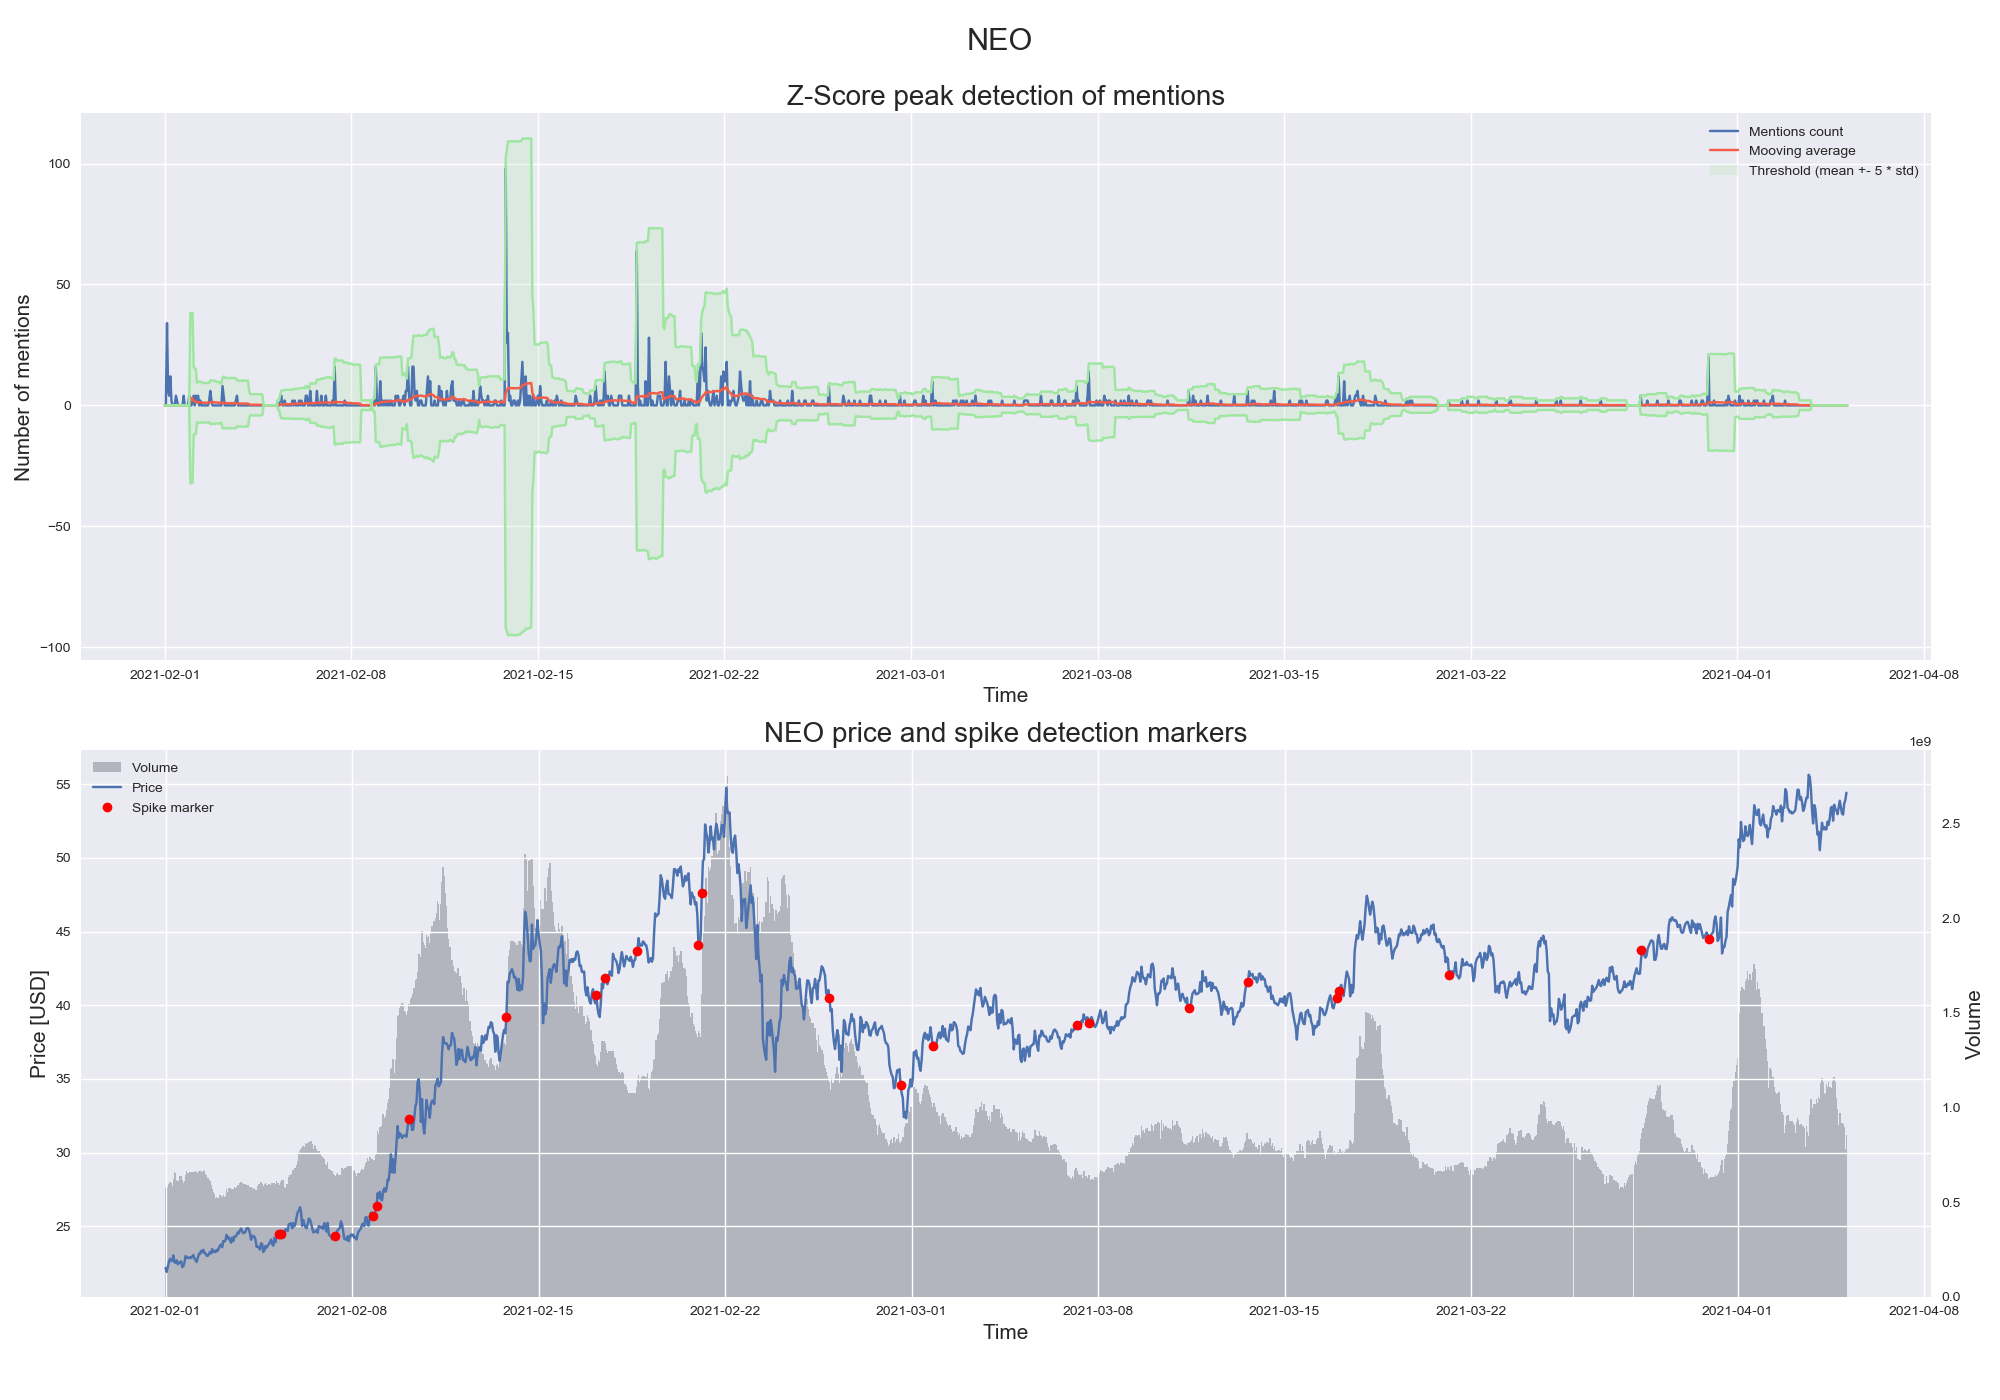 NEO
Z-Score peak detection of mentions
Mentions count
Mooving average
Threshold (mean +- 5 * std)
Number of mentions
100
50
0
−50
−100
2021-02-01 2021-02-08 2021-02-15 2021-02-22 2021-03-01 2021-03-08 2021-03-15 2021-03-22 2021-04-01 2021-04-08
Time
NEO price and spike detection markers
1e9
Volume
Price
Spike marker
Price [USD]
55
50
45
40
35
30
25
2.5
2.0
1.5
1.0
0.5
0.0
Volume
2021-02-01 2021-02-08 2021-02-15 2021-02-22 2021-03-01 2021-03-08 2021-03-15 2021-03-22 2021-04-01 2021-04-08
Time